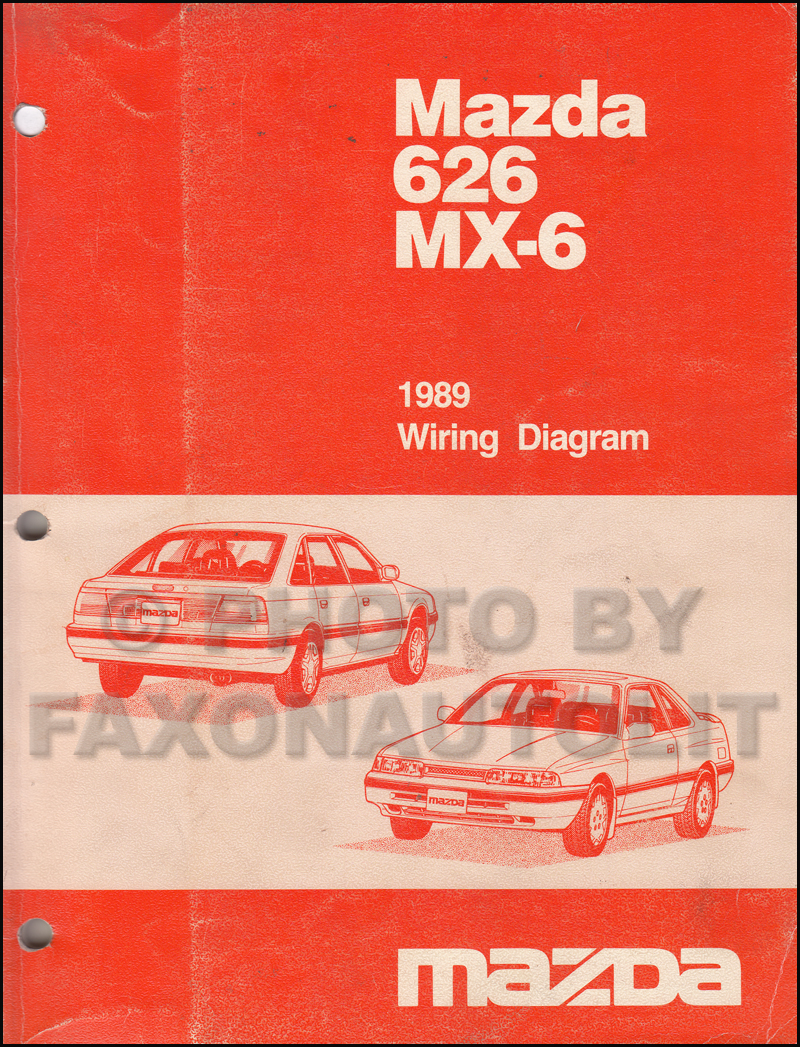 Mazda
626
MX-6
1989
Wiring Diagram
mazda
© PHOTO BY
FAXONAUTOLIT
mazda
mazda